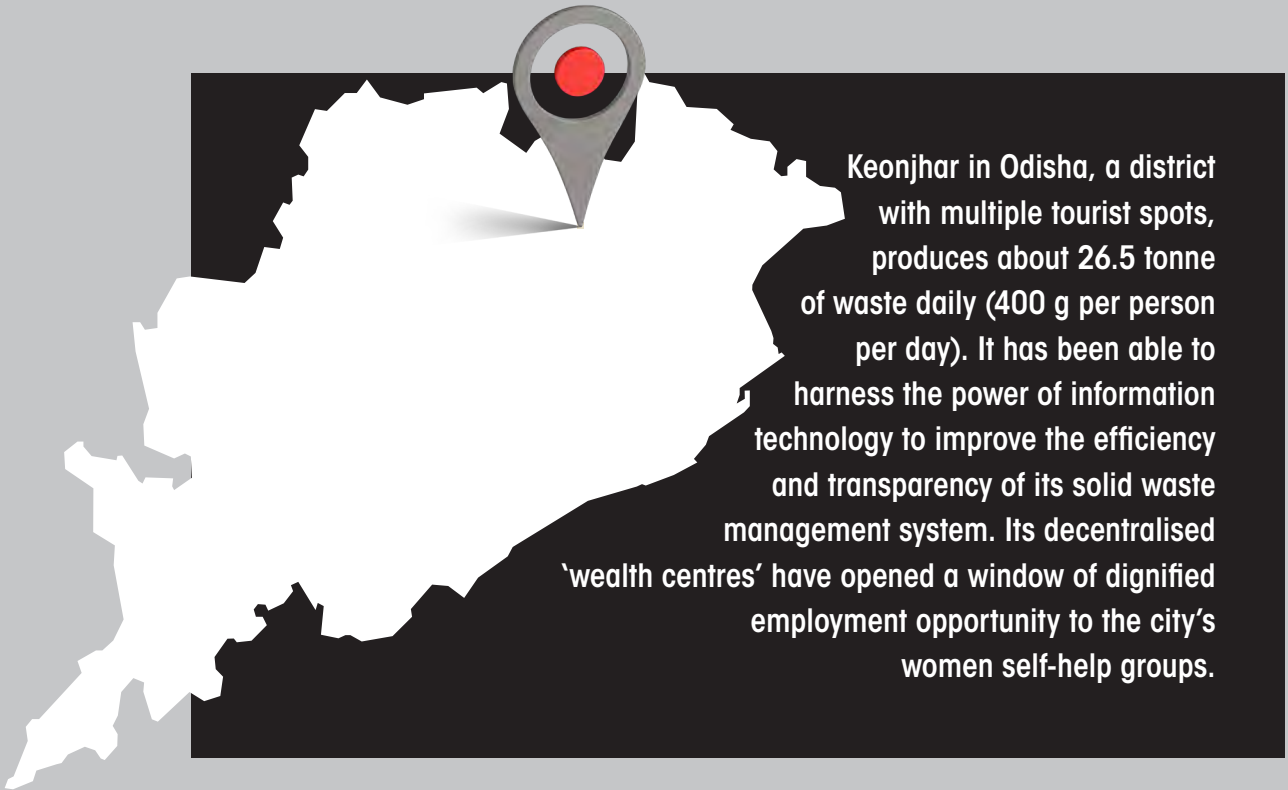 Keonjhar in Odisha, a district
with multiple tourist spots,
produces about 26.5 tonne
of waste daily (400 g per person
per day). It has been able to
harness the power of information
technology to improve the efficiency
and transparency of its solid waste
management system. Its decentralised
‘wealth centres’ have opened a window of dignified
employment opportunity to the city’s
women self-help groups.